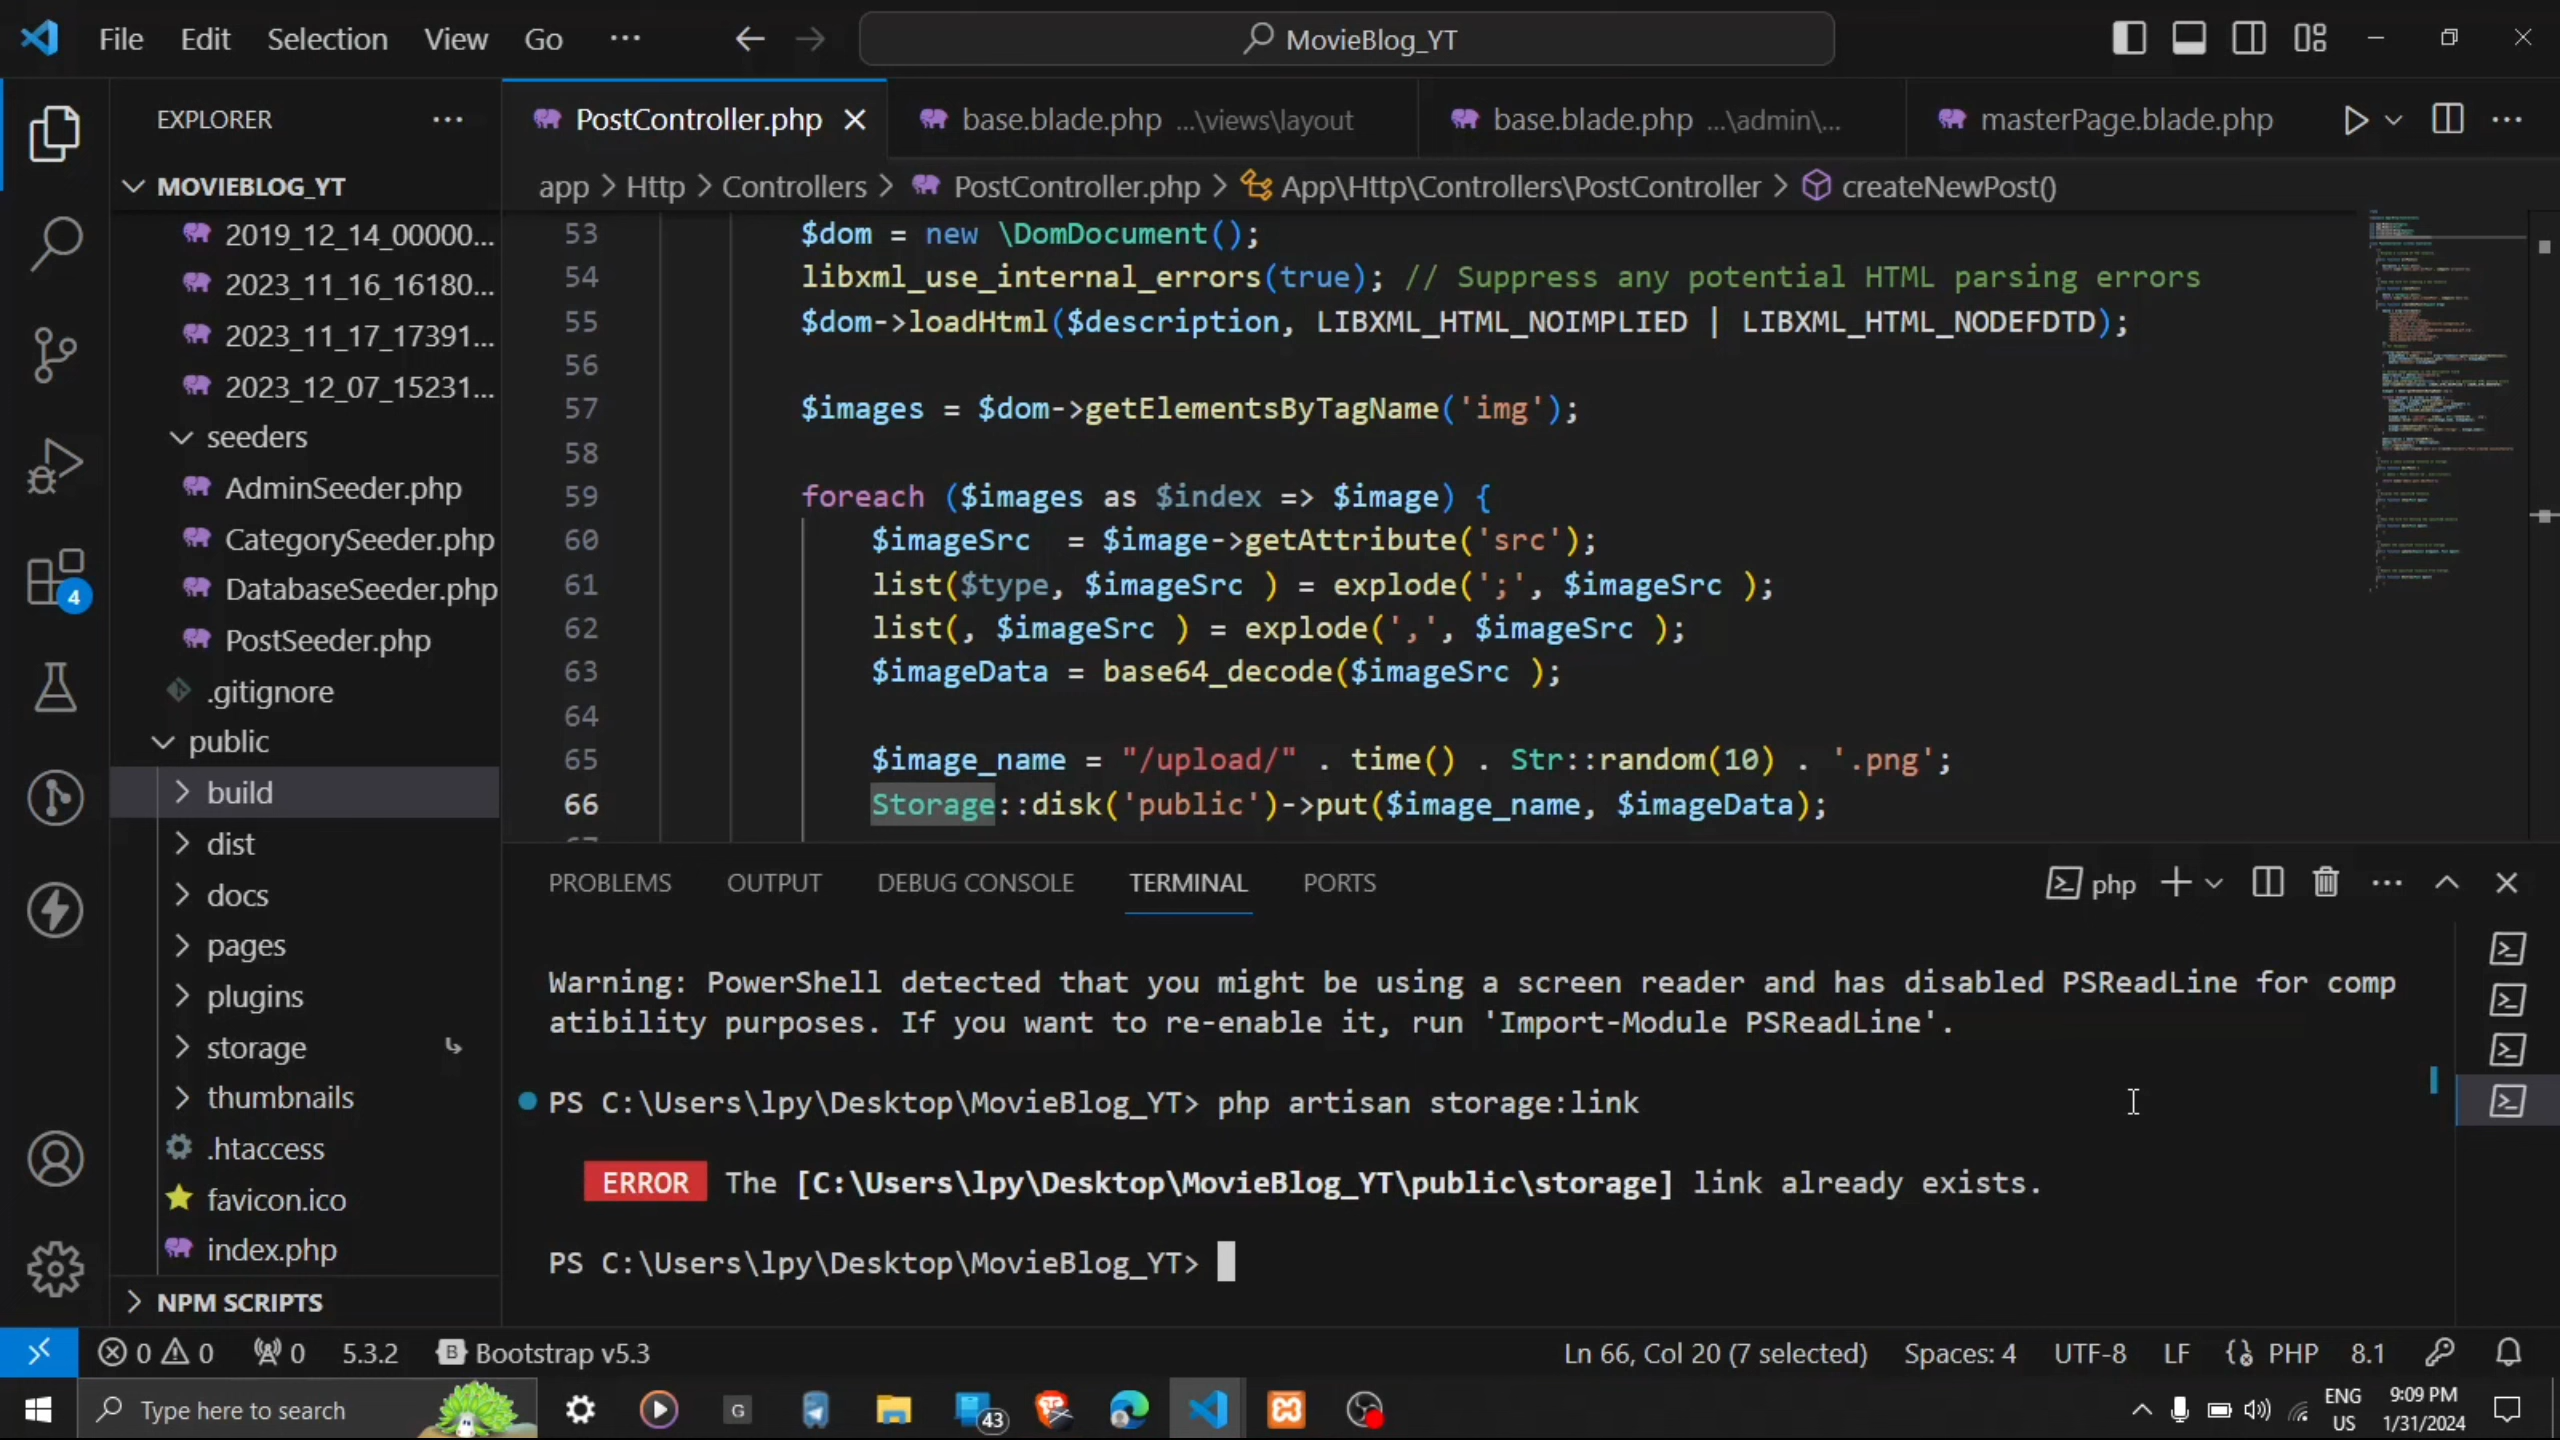 File Edit Selection View Go ··· MovieBlog_YT
EXPLORER ···
MOVIEBLOG_YT
2019_12_14_00000...
2023_11_16_16180...
2023_11_17_17391...
2023_12_07_15231...
seeders
AdminSeeder.php
CategorySeeder.php
DatabaseSeeder.php
PostSeeder.php
.gitignore
public
build
dist
docs
pages
plugins
storage
thumbnails
.htaccess
favicon.ico
index.php
NPM SCRIPTS
PostController.php base.blade.php ...\views\layout base.blade.php ...\admin\... masterPage.blade.php
app > Http > Controllers > PostController.php > App\Http\Controllers\PostController > createNewPost()
53 $dom = new \DomDocument();
54 libxml_use_internal_errors(true); // Suppress any potential HTML parsing errors
55 $dom->loadHtml($description, LIBXML_HTML_NOIMPLIED | LIBXML_HTML_NODEFDTD);
56
57 $images = $dom->getElementsByTagName('img');
58
59 foreach ($images as $index => $image) {
60 $imageSrc  = $image->getAttribute('src');
61 list($type, $imageSrc ) = explode(';', $imageSrc );
62 list(, $imageSrc ) = explode(',', $imageSrc );
63 $imageData = base64_decode($imageSrc );
64
65 $image_name = "/upload/" . time() . Str::random(10) . '.png';
66 Storage::disk('public')->put($image_name, $imageData);
PROBLEMS OUTPUT DEBUG CONSOLE TERMINAL PORTS php
Warning: PowerShell detected that you might be using a screen reader and has disabled PSReadLine for comp
atibility purposes. If you want to re-enable it, run 'Import-Module PSReadLine'.
PS C:\Users\lpy\Desktop\MovieBlog_YT> php artisan storage:link
ERROR The [C:\Users\lpy\Desktop\MovieBlog_YT\public\storage] link already exists.
PS C:\Users\lpy\Desktop\MovieBlog_YT>
4
0 0 0 5.3.2 Bootstrap v5.3 Ln 66, Col 20 (7 selected) Spaces: 4 UTF-8 LF PHP 8.1
Type here to search 43 ENG US 9:09 PM 1/31/2024